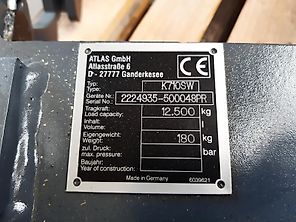 ATLAS GmbH
Atlasstraße 6
D - 27777 Ganderkesee
CE
Typ:
Type: K710SW
Geräte Nr.:
Serial No.: 2224935-500048PR
Tragkraft:
Load capacity: 12.500 kg
Inhalt:
Volume: l
Eigengewicht:
Weight: 180 kg
zul. Druck:
max. pressure: bar
Baujahr:
Year of construction:
Made in Germany
6039621